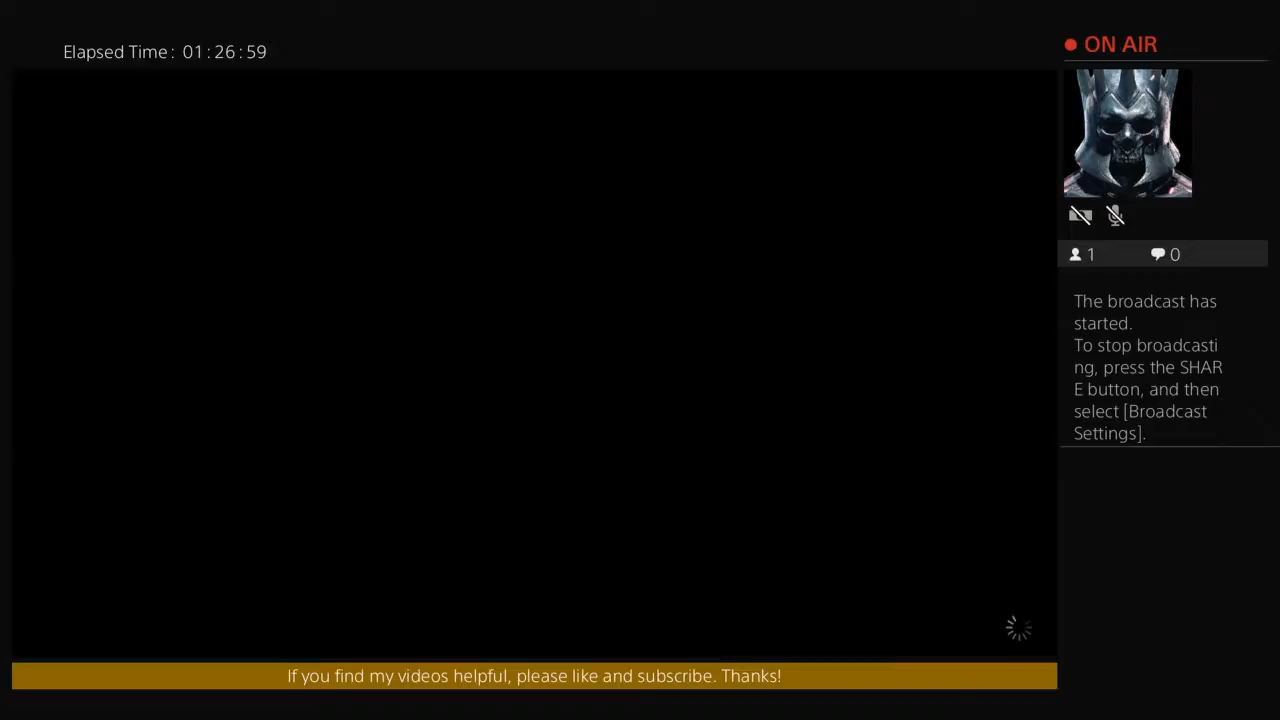 Elapsed Time: 01:26:59
ON AIR
1
0
The broadcast has
started.
To stop broadcasti
ng, press the SHAR
E button, and then
select [Broadcast
Settings].
If you find my videos helpful, please like and subscribe. Thanks!